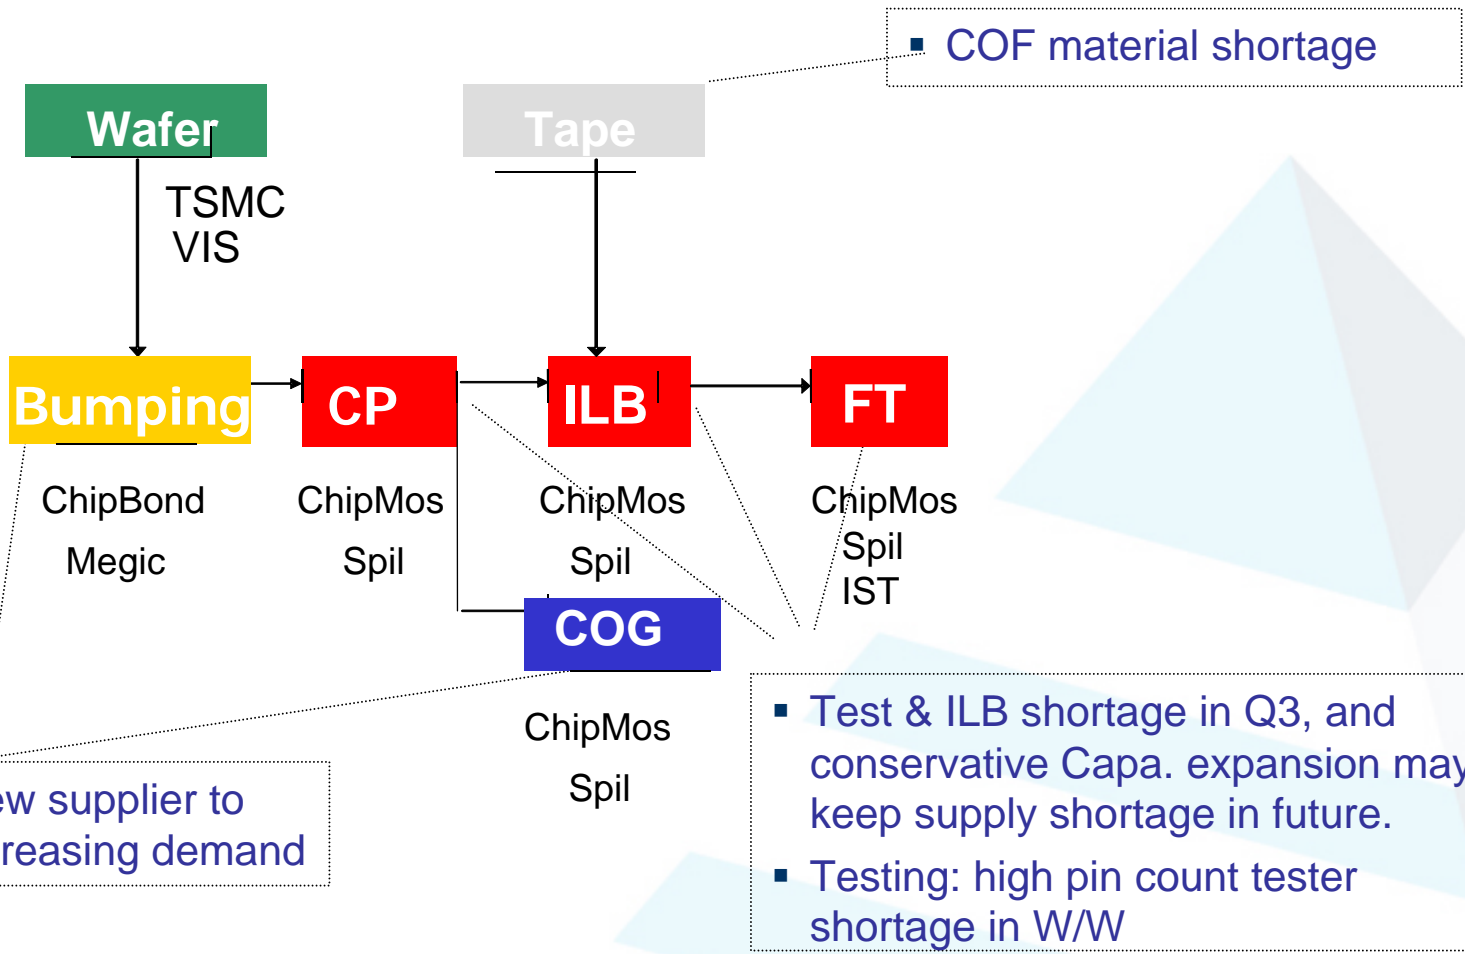 COF material shortage
Wafer
Tape
TSMC
VIS
Bumping
CP
ILB
FT
ChipBond
Megic
ChipMos
Spil
ChipMos
Spil
ChipMos
Spil
IST
COG
ChipMos
Spil
supplier to
demand
Test & ILB shortage in Q3, and
conservative Capa. expansion may
keep supply shortage in future.
Testing: high pin count tester
shortage in W/W